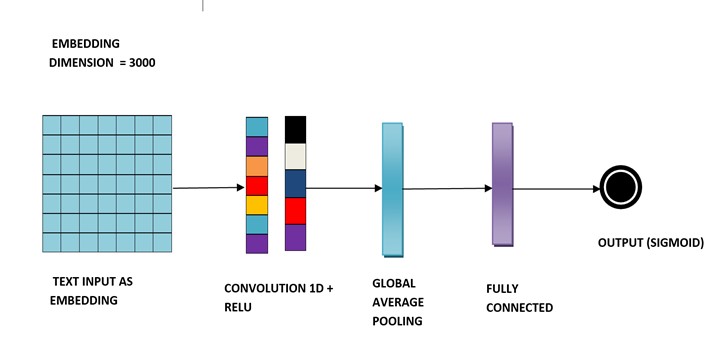 EMBEDDING
DIMENSION = 3000
TEXT INPUT AS
EMBEDDING
CONVOLUTION 1D +
RELU
GLOBAL
AVERAGE
POOLING
FULLY
CONNECTED
OUTPUT (SIGMOID)